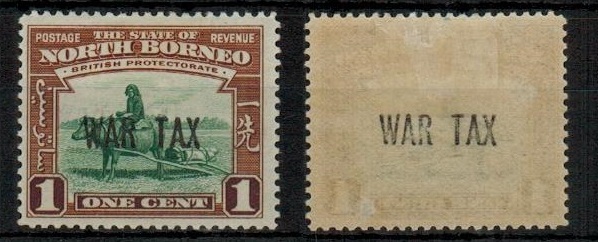 THE STATE OF
POSTAGE REVENUE
NORTH BORNEO
BRITISH PROTECTORATE
一先
WAR TAX
1 ONE CENT 1
WAR TAX